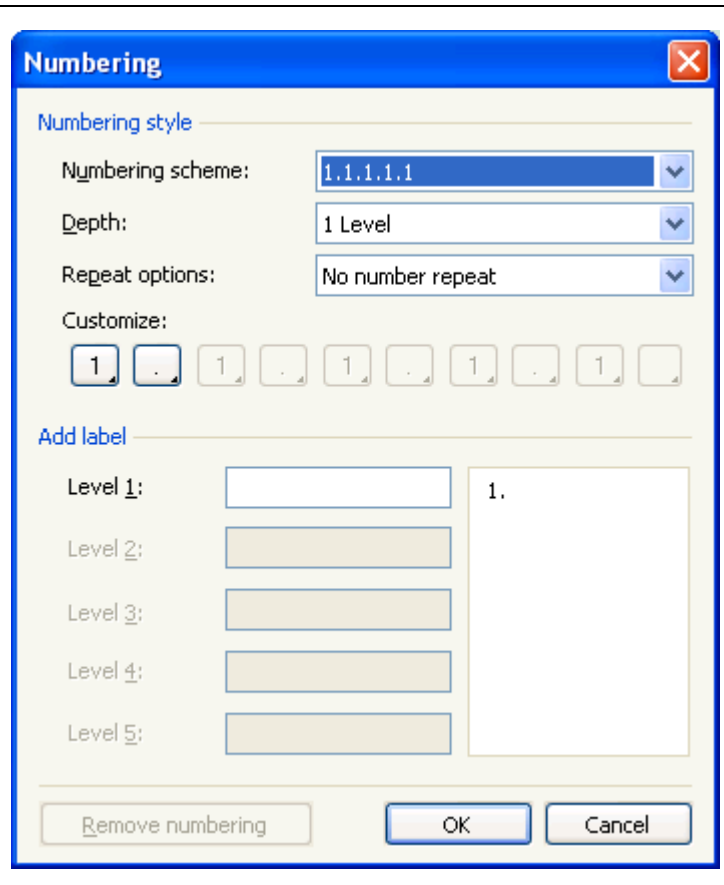 Numbering
Numbering style
Numbering scheme: 1.1.1.1.1
Depth: 1 Level
Repeat options: No number repeat
Customize:
1 . 1 . 1 . 1 . 1
Add label
Level 1: 1.
Level 2:
Level 3:
Level 4:
Level 5:
Remove numbering OK Cancel